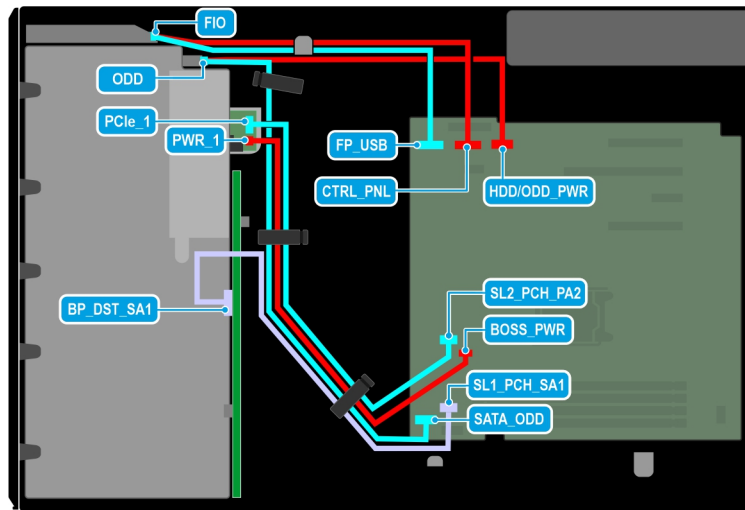 FIO
ODD
PCIe_1
PWR_1
FP_USB
CTRL_PNL
HDD/ODD_PWR
BP_DST_SA1
SL2_PCH_PA2
BOSS_PWR
SL1_PCH_SA1
SATA_ODD